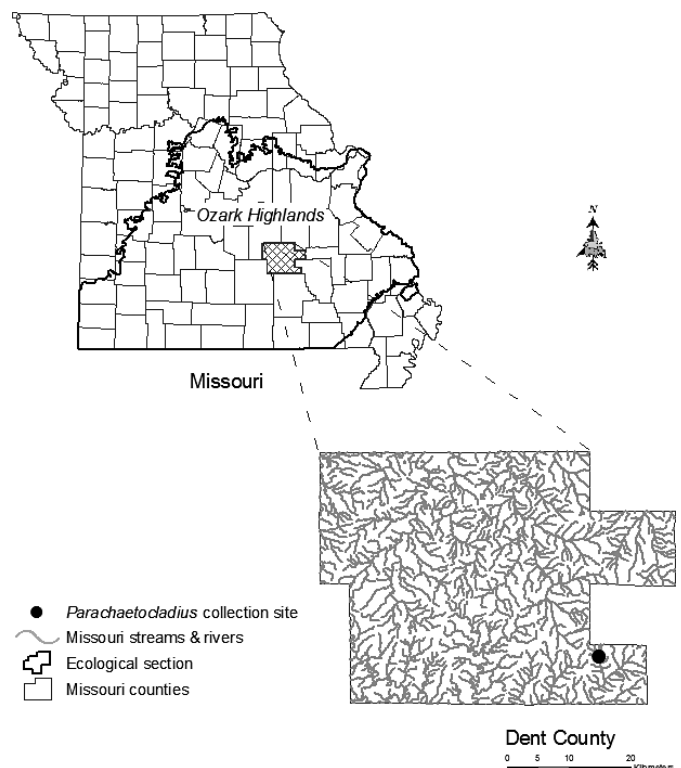 N
Ozark Highlands
Missouri
Parachaetocladius collection site
Missouri streams & rivers
Ecological section
Missouri counties
Dent County
0 5 10 20
Kilometers